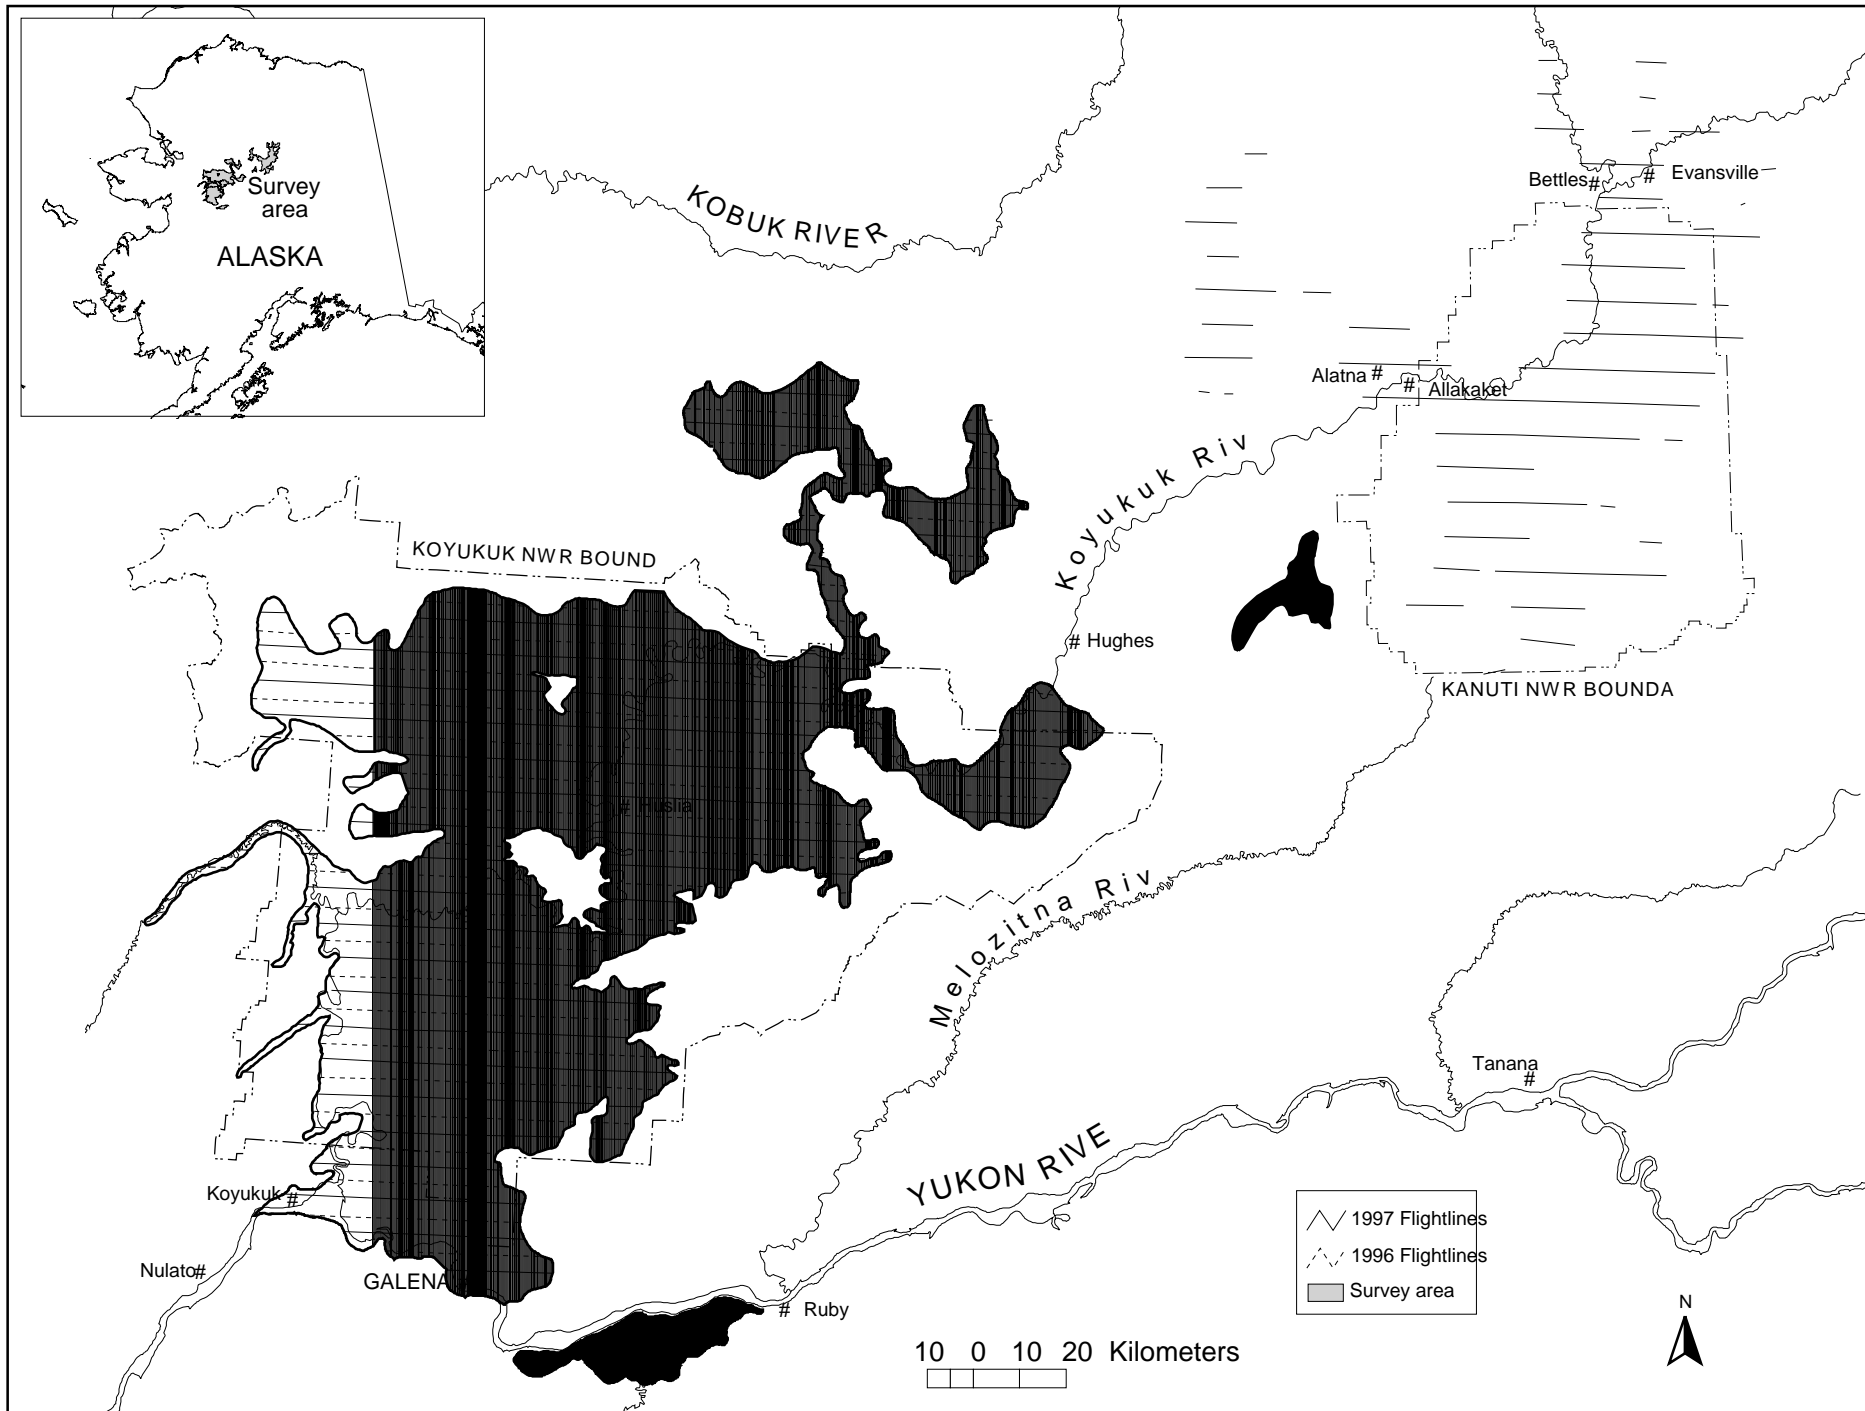 Survey
area
ALASKA
KOBUK RIVER
Bettles#
# Evansville
Alatna #
# Allakaket
Koyukuk Riv
KOYUKUK NWR BOUND
# Hughes
KANUTI NWR BOUNDA
# Huslia
Melozitna Riv
Tanana
#
YUKON RIVE
Koyukuk #
Nulato#
GALENA
# Ruby
1997 Flightlines
1996 Flightlines
Survey area
N
10 0 10 20 Kilometers